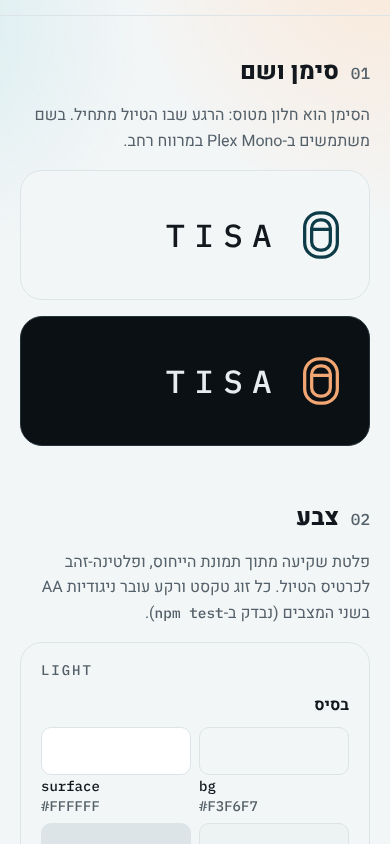 01 סימן ושם
הסימן הוא חלון מטוס: הרגע שבו הטיול מתחיל. בשם
משתמשים ב-Plex Mono במרווח רחב.
TISA
TISA
02 צבע
פלטת שקיעה מתוך תמונת הייחוס, ופלטינה-זהב
לכרטיס הטיול. כל זוג טקסט ורקע עובר ניגודיות AA
בשני המצבים (נבדק ב-npm test).
LIGHT
בסיס
bg
#F3F6F7
surface
#FFFFFF